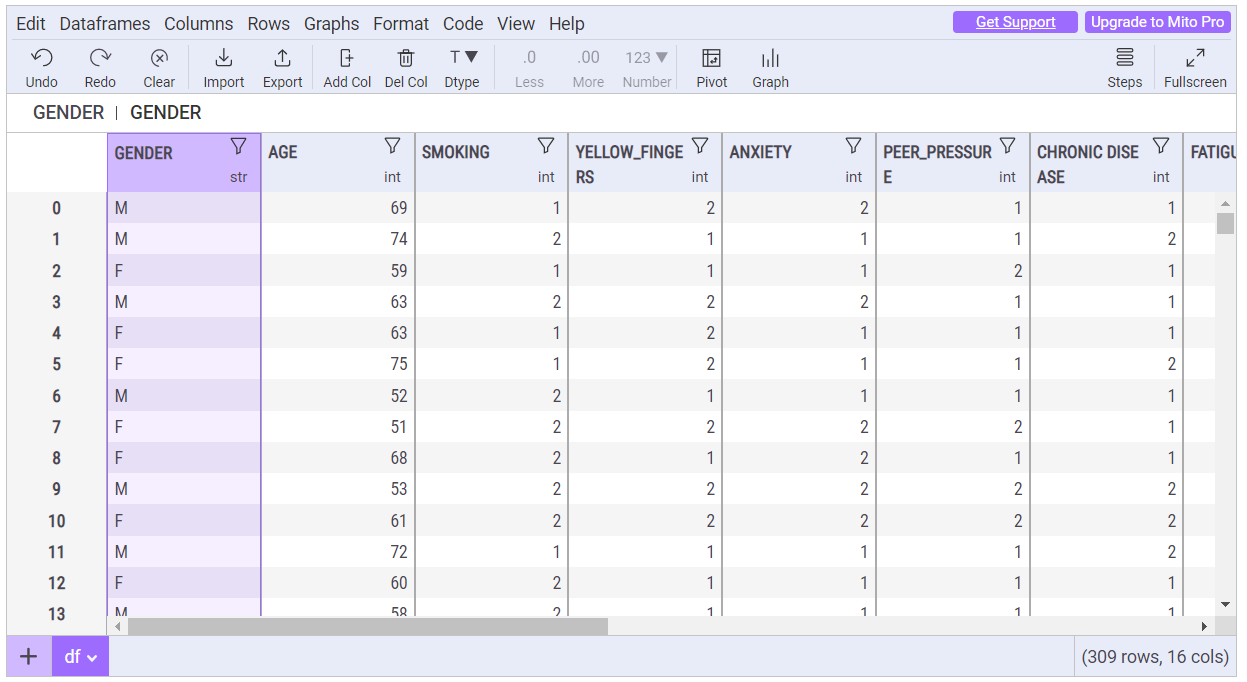 Edit Dataframes Columns Rows Graphs Format Code View Help Get Support Upgrade to Mito Pro
.0 .00 123
Undo Redo Clear Import Export Add Col Del Col Dtype Less More Number Pivot Graph Steps Fullscreen
GENDER | GENDER
GENDER AGE SMOKING YELLOW_FINGE ANXIETY PEER_PRESSUR CHRONIC DISE FATIGU
RS E ASE
str int int int int int int
0 M 69 1 2 2 1 1
1 M 74 2 1 1 1 2
2 F 59 1 1 1 2 1
3 M 63 2 2 2 1 1
4 F 63 1 2 1 1 1
5 F 75 1 2 1 1 2
6 M 52 2 1 1 1 1
7 F 51 2 2 2 2 1
8 F 68 2 1 2 1 1
9 M 53 2 2 2 2 2
10 F 61 2 2 2 2 2
11 M 72 1 1 1 1 2
12 F 60 2 1 1 1 1
13 M 58 2 1 1 1 1
+ df (309 rows, 16 cols)